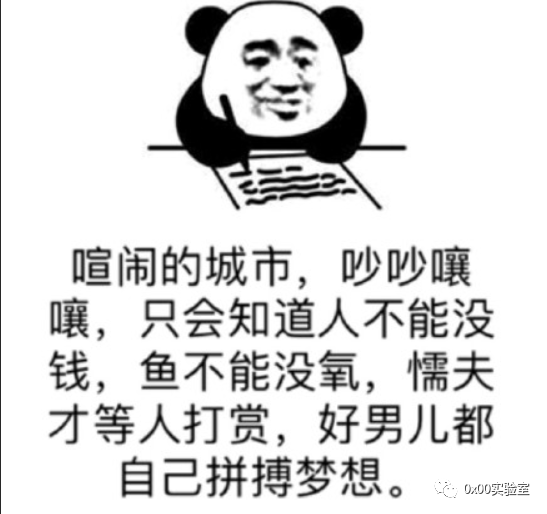 喧闹的城市，吵吵嚷
嚷，只会知道人不能没
钱，鱼不能没氧，懦夫
才等人打赏，好男儿都
自己拼搏梦想。
0x00实验室